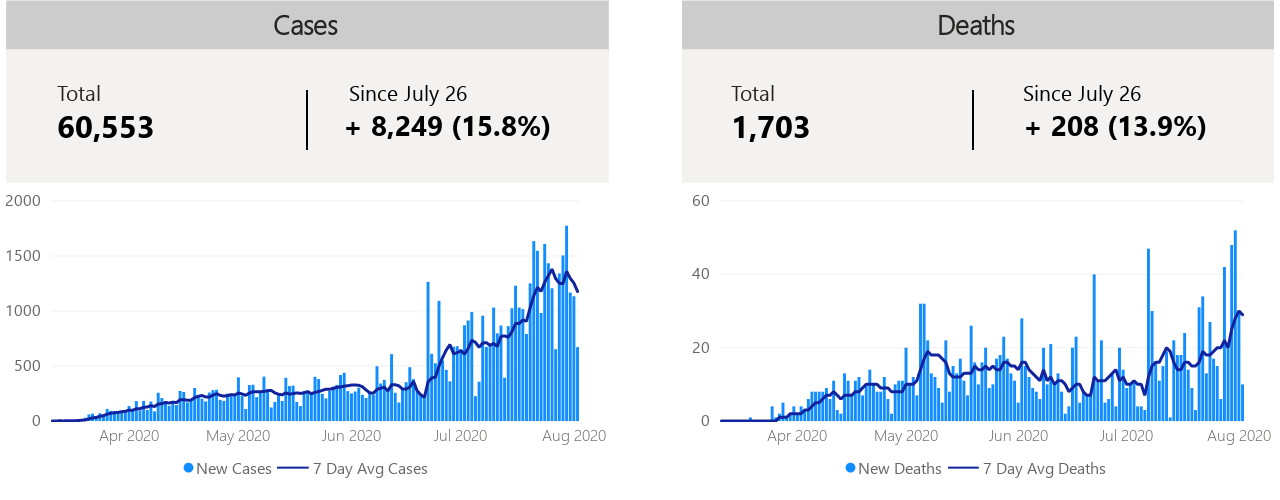 Cases
Total
60,553
Since July 26
+ 8,249 (15.8%)
2000
1500
1000
500
0
Apr 2020 May 2020 Jun 2020 Jul 2020 Aug 2020
New Cases 7 Day Avg Cases
Deaths
Total
1,703
Since July 26
+ 208 (13.9%)
60
40
20
0
Apr 2020 May 2020 Jun 2020 Jul 2020 Aug 2020
New Deaths 7 Day Avg Deaths